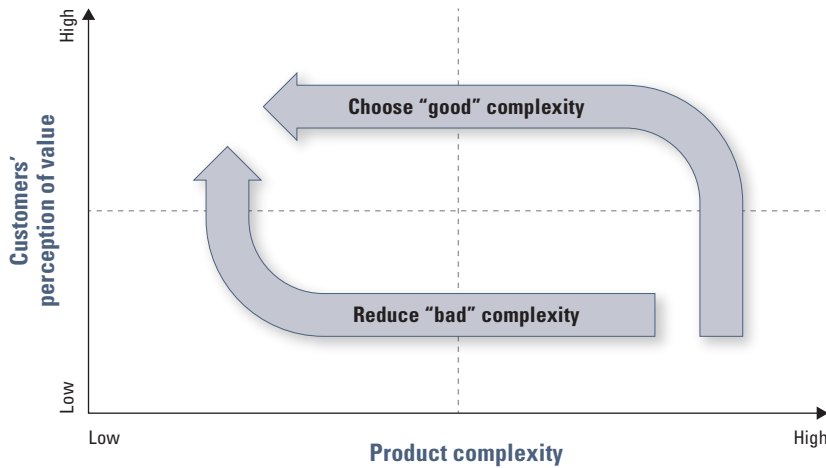 High
Choose “good” complexity
Customers’
perception of value
Reduce “bad” complexity
Low
Low
High
Product complexity